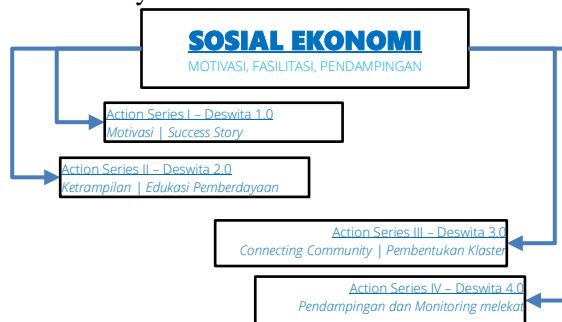 SOSIAL EKONOMI
MOTIVASI, FASILITASI, PENDAMPINGAN
Action Series I – Deswita 1.0
Motivasi | Success Story
Action Series II – Deswita 2.0
Ketrampilan | Edukasi Pemberdayaan
Action Series III – Deswita 3.0
Connecting Community | Pembentukan Klaster
Action Series IV – Deswita 4.0
Pendampingan dan Monitoring melekat